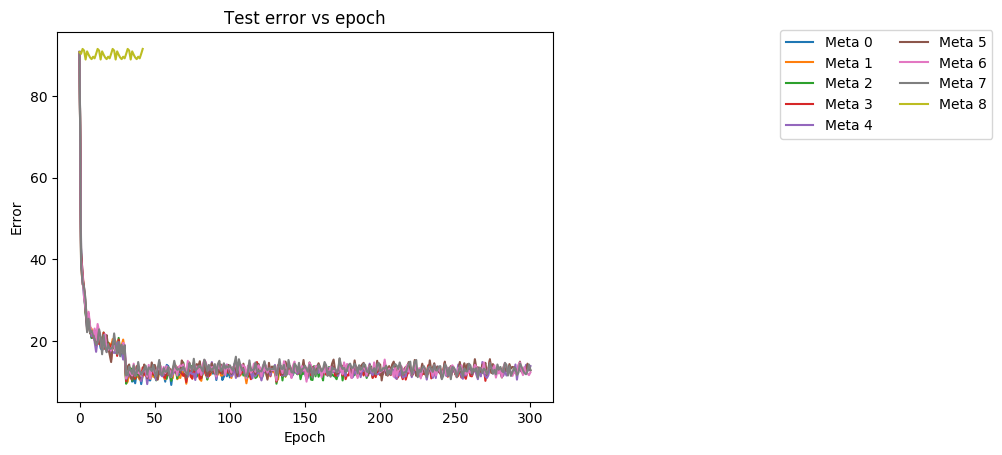 Test error vs epoch
Error
80
60
40
20
0
50
100
150
200
250
300
Epoch
Meta 0
Meta 1
Meta 2
Meta 3
Meta 4
Meta 5
Meta 6
Meta 7
Meta 8